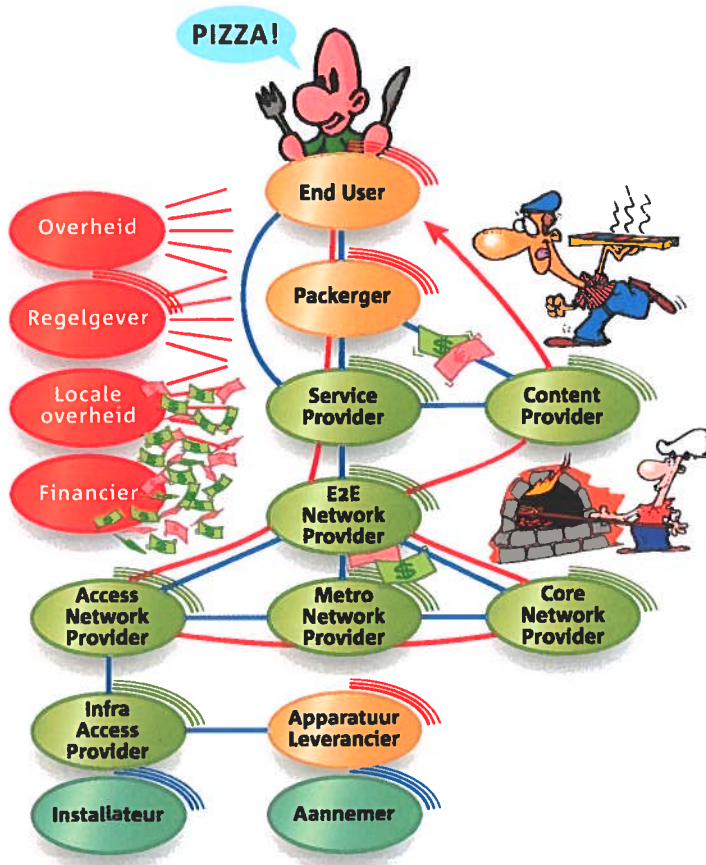 PIZZA!
End User
Overheid
Packerger
Regelgever
Locale
overheid
Service
Provider
Content
Provider
Financier
E2E
Network
Provider
$
Access
Network
Provider
Metro
Network
Provider
Core
Network
Provider
Infra
Access
Provider
Apparatuur
Leverancier
Installateur
Aannemer